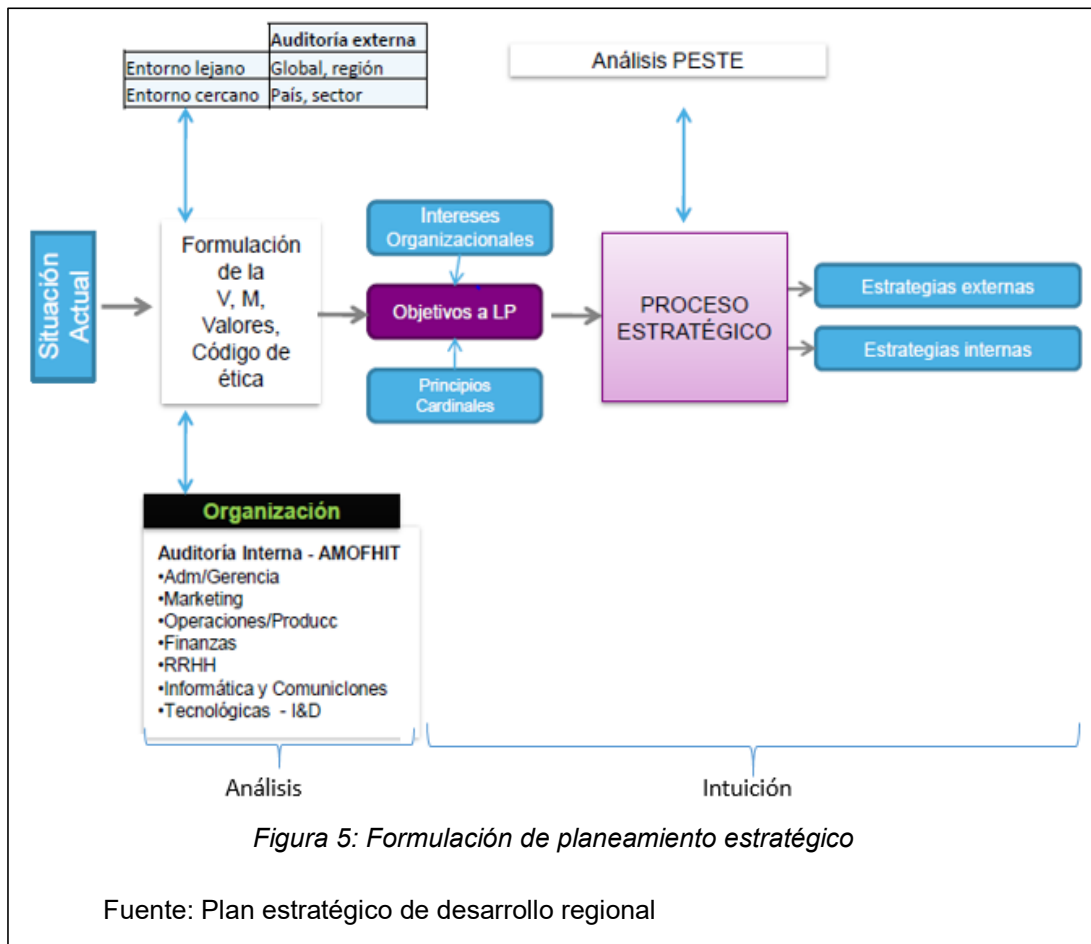 Auditoría externa
Entorno lejano Global, región
Entorno cercano País, sector
Análisis PESTE
Situación
Actual
Formulación
de la
V, M,
Valores,
Código de
ética
Intereses
Organizacionales
Objetivos a LP
Principios
Cardinales
PROCESO
ESTRATÉGICO
Estrategias externas
Estrategias internas
Organización
Auditoría Interna - AMOFHIT
•Adm/Gerencia
•Marketing
•Operaciones/Producc
•Finanzas
•RRHH
•Informática y Comuniclones
•Tecnológicas - I&D
Análisis
Intuición
Figura 5: Formulación de planeamiento estratégico
Fuente: Plan estratégico de desarrollo regional